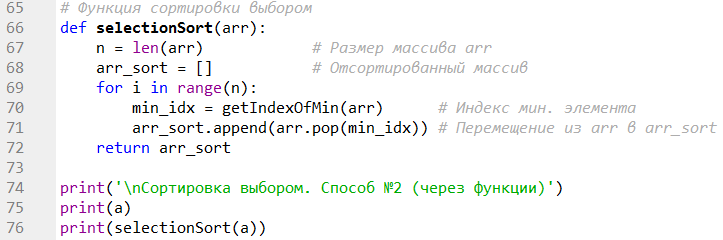 65 # Функция сортировки выбором
66 def selectionSort(arr):
67     n = len(arr)             # Размер массива arr
68     arr_sort = []            # Отсортированный массив
69     for i in range(n):
70         min_idx = getIndexOfMin(arr)      # Индекс мин. элемента
71         arr_sort.append(arr.pop(min_idx)) # Перемещение из arr в arr_sort
72     return arr_sort
73
74 print('\nСортировка выбором. Способ №2 (через функции)')
75 print(a)
76 print(selectionSort(a))